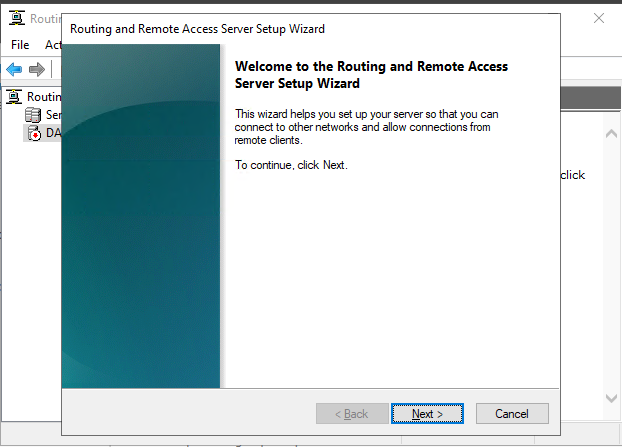 Routin
Routing and Remote Access Server Setup Wizard
File
Act
Welcome to the Routing and Remote Access
Server Setup Wizard
Routin
This wizard helps you set up your server so that you can
connect to other networks and allow connections from
remote clients.
Ser
DA
To continue, click Next.
click
< Back
Next >
Cancel